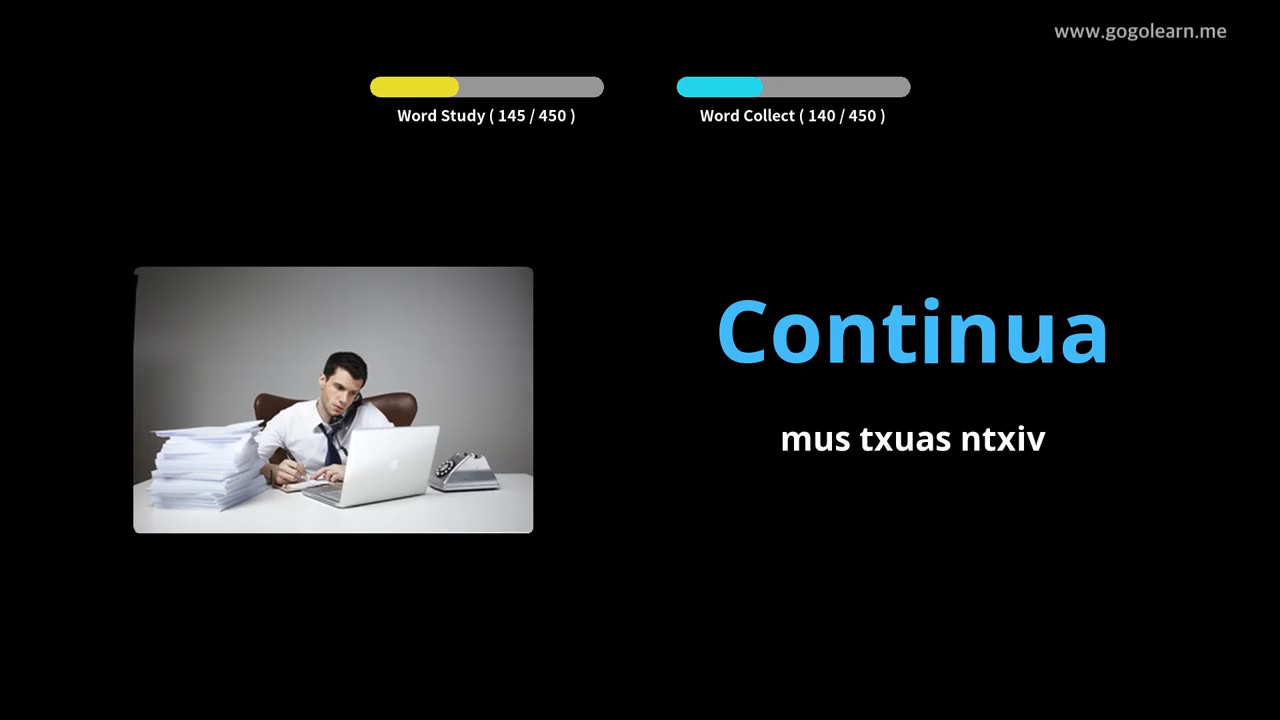 www.gogolearn.me
Word Study ( 145 / 450 )
Word Collect ( 140 / 450 )
Continua
mus txuas ntxiv